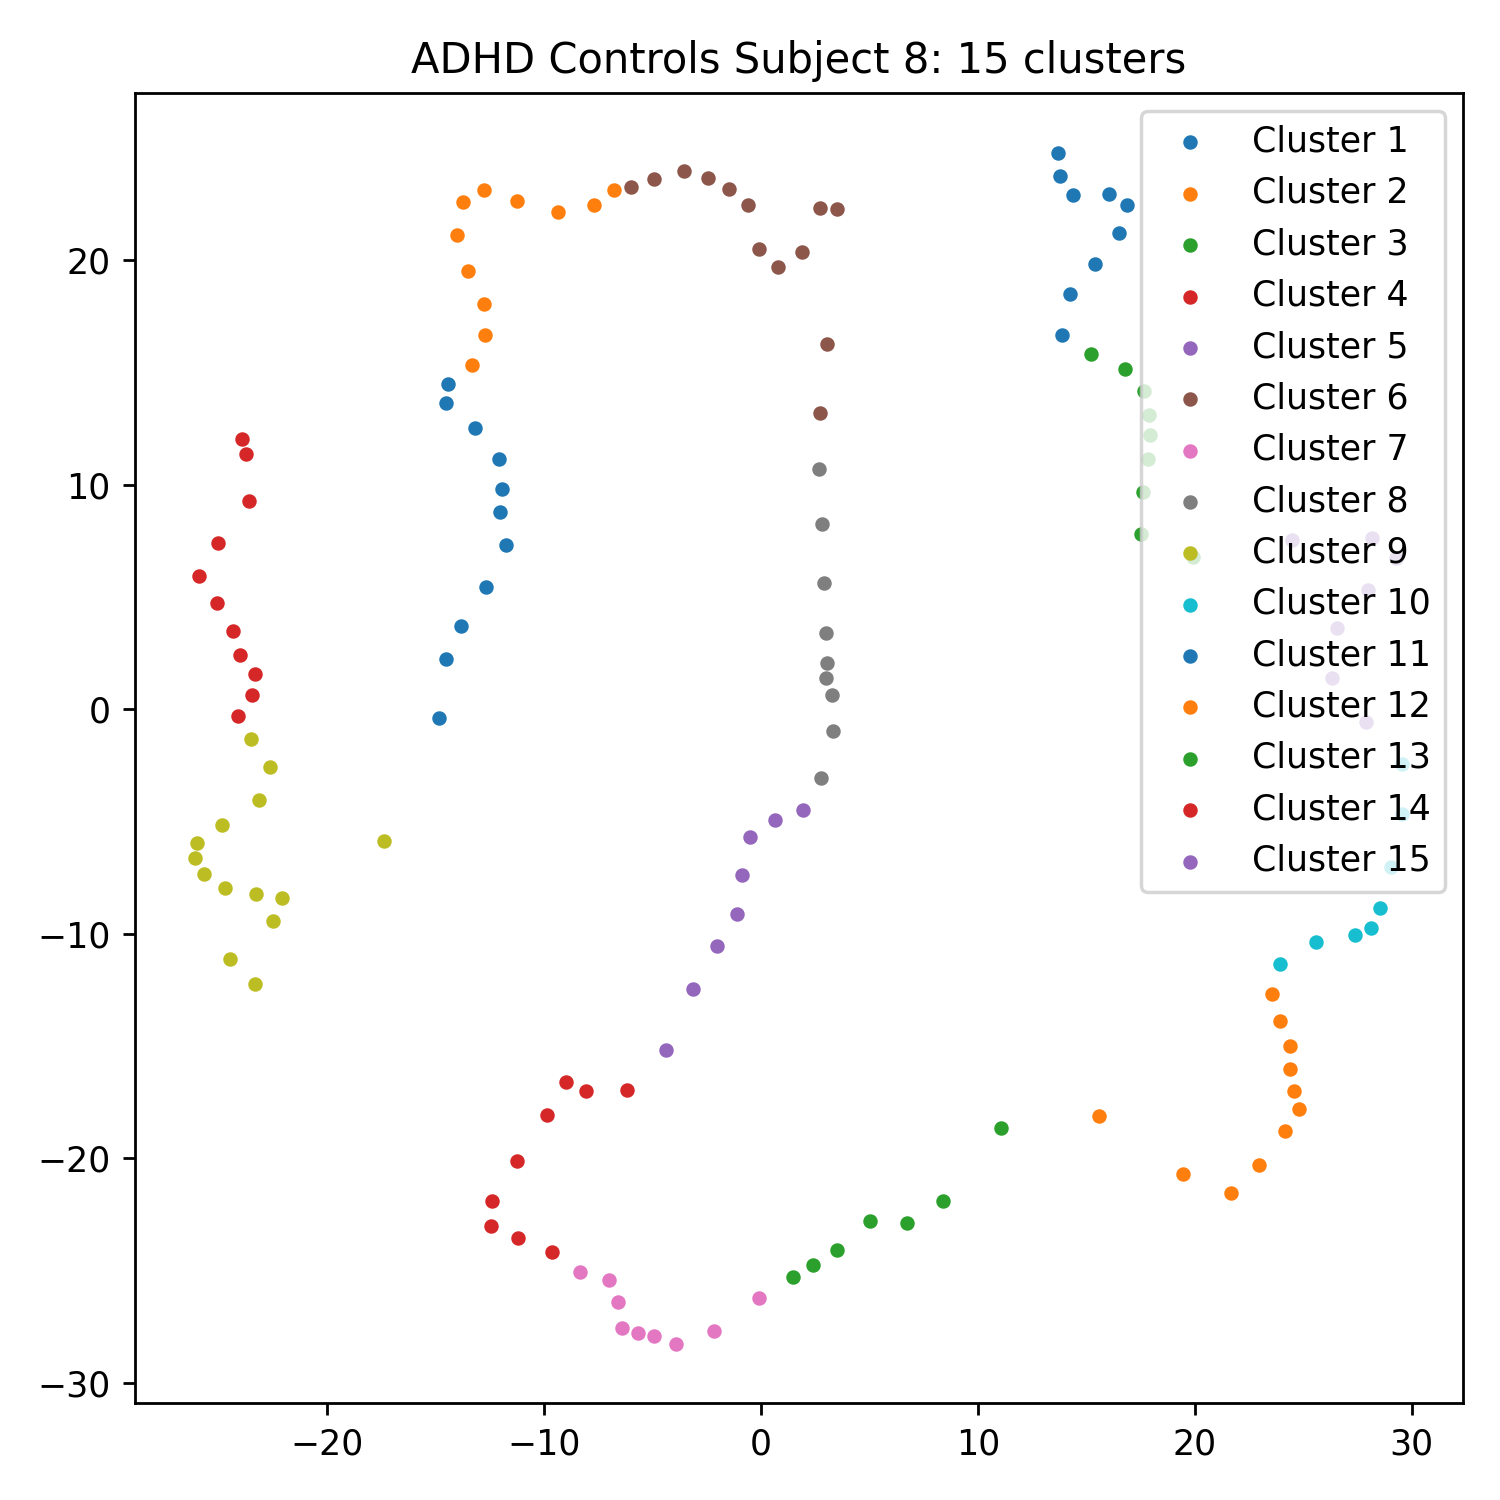 ADHD Controls Subject 8: 15 clusters
Cluster 1
Cluster 2
Cluster 3
Cluster 4
Cluster 5
Cluster 6
Cluster 7
Cluster 8
Cluster 9
Cluster 10
Cluster 11
Cluster 12
Cluster 13
Cluster 14
Cluster 15
20
10
0
−10
−20
−30
−20 −10 0 10 20 30